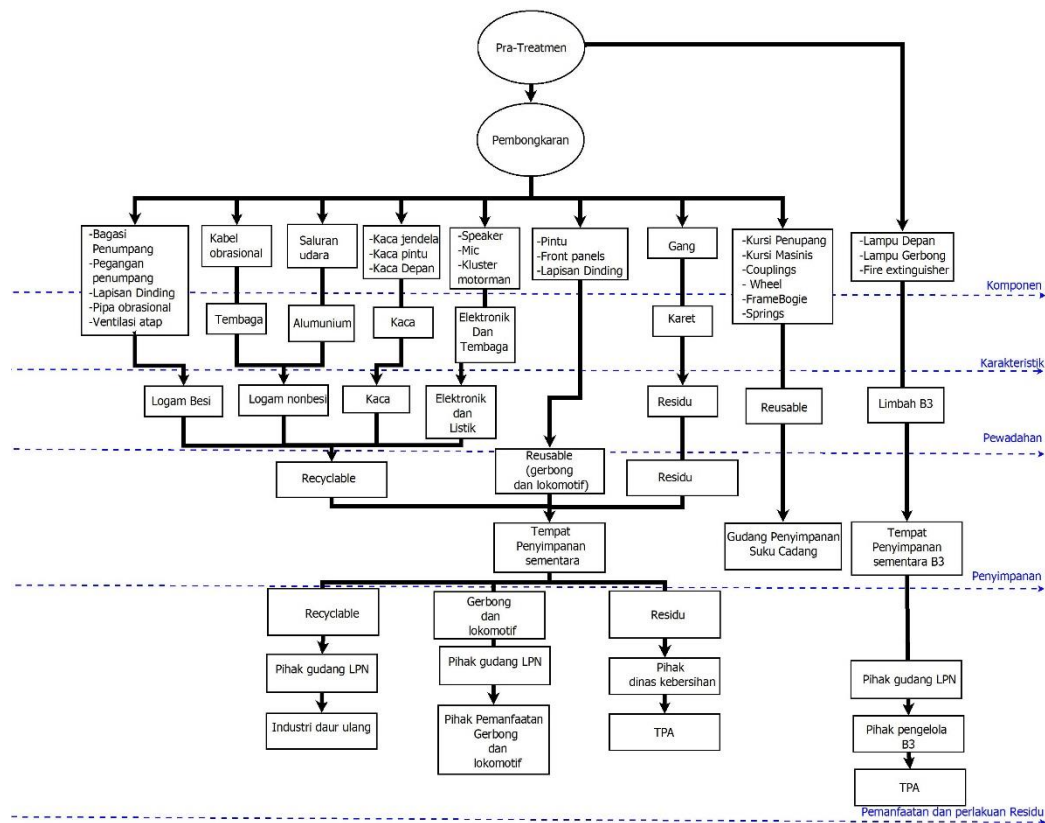 Pra-Treatmen
Pembongkaran
-Bagasi
Penumpang
-Pegangan
penumpang
-Lapisan Dinding
-Pipa obrasional
-Ventilasi atap
Kabel
obrasional
Saluran
udara
-Kaca jendela
-Kaca pintu
-Kaca Depan
-Speaker
-Mic
-Kluster
motorman
-Pintu
-Front panels
-Lapisan Dinding
Gang
-Kursi Penupang
-Kursi Masinis
-Couplings
- Wheel
-FrameBogie
-Springs
-Lampu Depan
-Lampu Gerbong
-Fire extinguisher
Komponen
Tembaga
Alumunium
Kaca
Elektronik
Dan
Tembaga
Karet
Karakteristik
Logam Besi
Logam nonbesi
Kaca
Elektronik
dan
Listik
Residu
Reusable
Limbah B3
Pewadahan
Recyclable
Reusable
(gerbong
dan lokomotif)
Residu
Tempat
Penyimpanan
sementara
Gudang Penyimpanan
Suku Cadang
Tempat
Penyimpanan
sementara B3
Penyimpanan
Recyclable
Gerbong
dan
lokomotif
Residu
Pihak gudang LPN
Pihak gudang LPN
Pihak
dinas kebersihan
Pihak gudang LPN
Industri daur ulang
Pihak Pemanfaatan
Gerbong
dan
lokomotif
TPA
Pihak pengelola
B3
TPA
Pemanfaatan dan perlakuan Residu